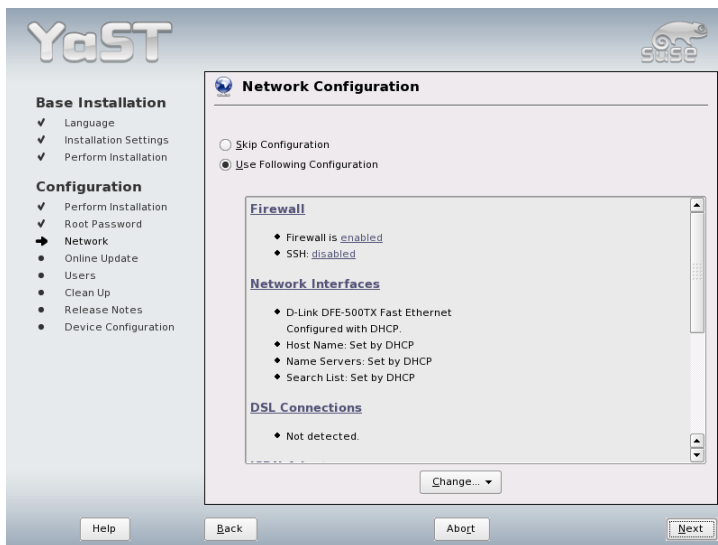 YaST
SUSE
Base Installation
Language
Installation Settings
Perform Installation
Configuration
Perform Installation
Root Password
Network
Online Update
Users
Clean Up
Release Notes
Device Configuration
Network Configuration
Skip Configuration
Use Following Configuration
Firewall
Firewall is enabled
SSH: disabled
Network Interfaces
D-Link DFE-500TX Fast Ethernet
Configured with DHCP.
Host Name: Set by DHCP
Name Servers: Set by DHCP
Search List: Set by DHCP
DSL Connections
Not detected.
Change...
Help
Back
Abort
Next